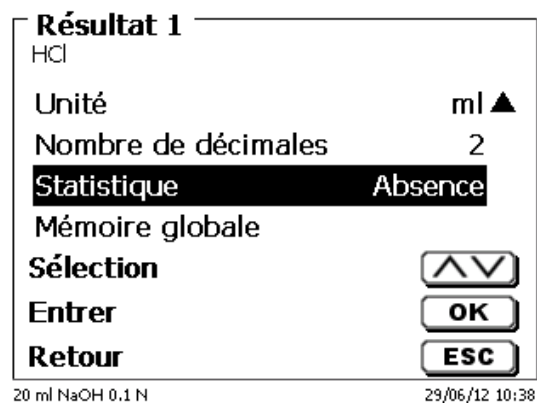 Résultat 1
HCl
Unité ml ▲
Nombre de décimales 2
Statistique Absence
Mémoire globale
Sélection
Entrer OK
Retour ESC
20 ml NaOH 0.1 N 29/06/12 10:38